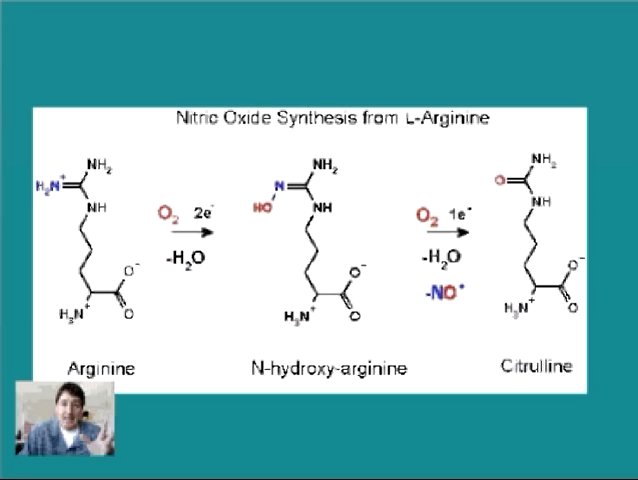 Nitric Oxide Synthesis from L-Arginine
NH₂
H₂N⁺
NH
O⁻
O
H₃N⁺
O₂ 2e⁻
-H₂O
NH₂
N
HO
NH
O⁻
O
H₃N⁺
O₂ 1e⁻
-H₂O
-NO•
NH₂
O
NH
O⁻
O
H₃N⁺
Arginine
N-hydroxy-arginine
Citrulline